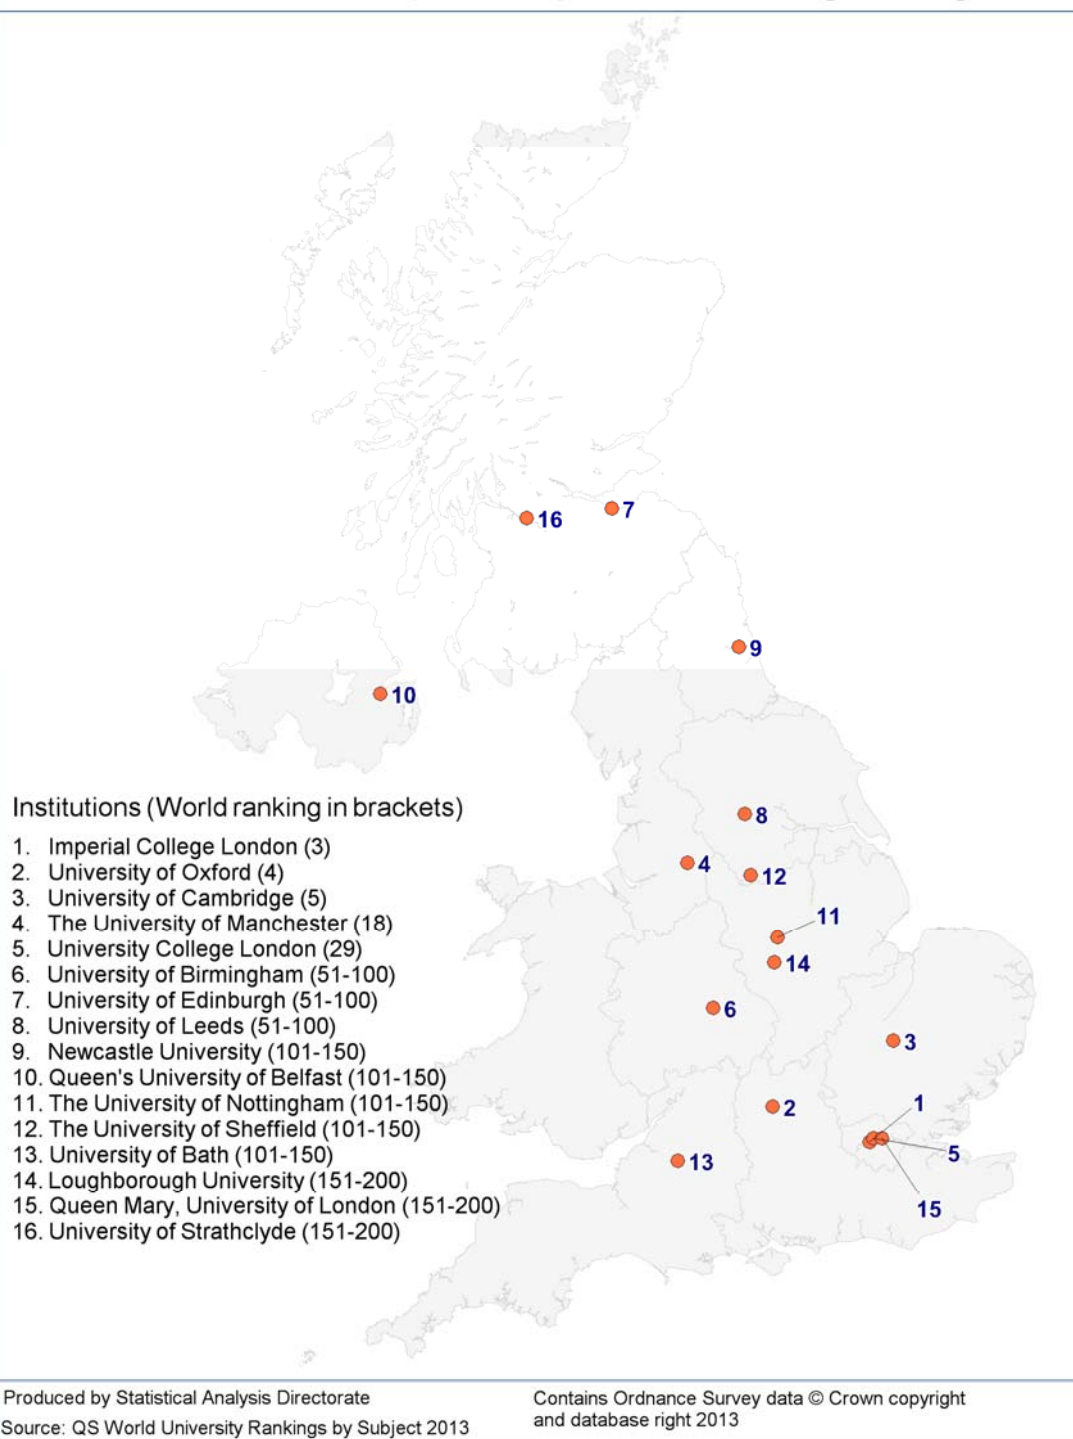 16
7
9
10
Institutions (World ranking in brackets)
1. Imperial College London (3)
2. University of Oxford (4)
3. University of Cambridge (5)
4. The University of Manchester (18)
5. University College London (29)
6. University of Birmingham (51-100)
7. University of Edinburgh (51-100)
8. University of Leeds (51-100)
9. Newcastle University (101-150)
10. Queen's University of Belfast (101-150)
11. The University of Nottingham (101-150)
12. The University of Sheffield (101-150)
13. University of Bath (101-150)
14. Loughborough University (151-200)
15. Queen Mary, University of London (151-200)
16. University of Strathclyde (151-200)
8
4
12
11
14
6
3
2
1
5
13
15
Produced by Statistical Analysis Directorate
Source: QS World University Rankings by Subject 2013
Contains Ordnance Survey data © Crown copyright
and database right 2013